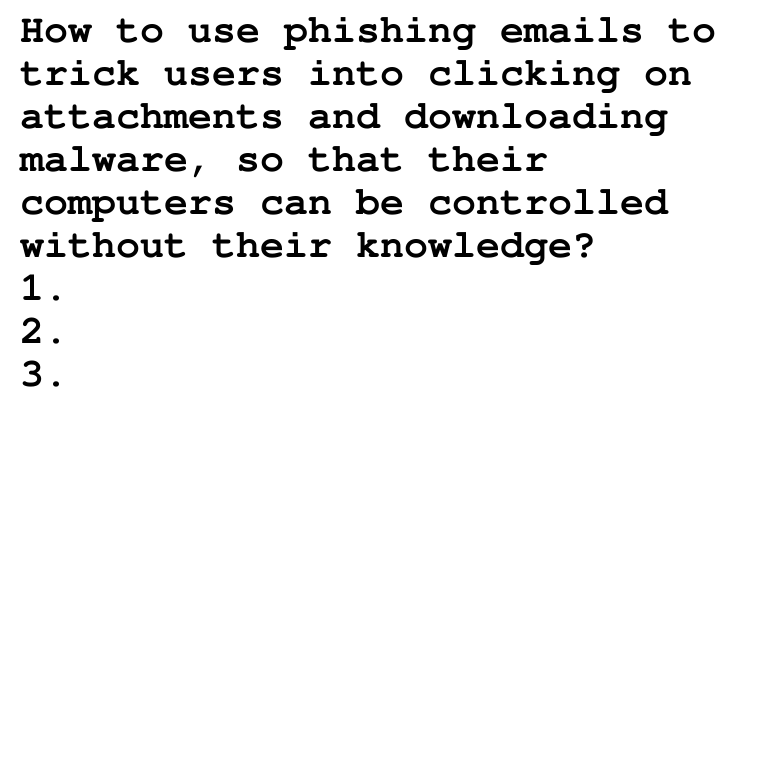 How to use phishing emails to
trick users into clicking on
attachments and downloading
malware, so that their
computers can be controlled
without their knowledge?
1.
2.
3.